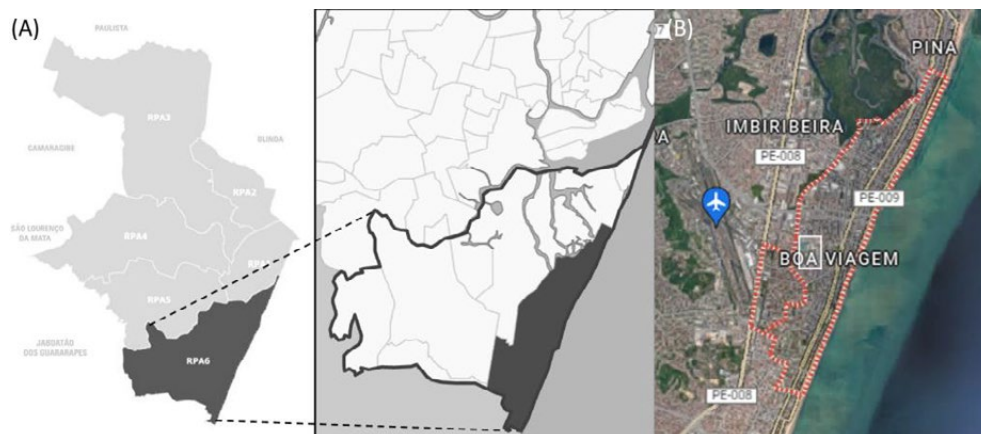 (A)
PAULISTA
RPA3
OLINDA
CAMARAGIBE
RPA2
SÃO LOURENÇO
DA MATA
RPA4
RPA5
JABOATÃO
DOS GUARARAPES
RPA6
(B)
PINA
IMBIRIBEIRA
PE-008
PE-009
BOA VIAGEM
PE-008